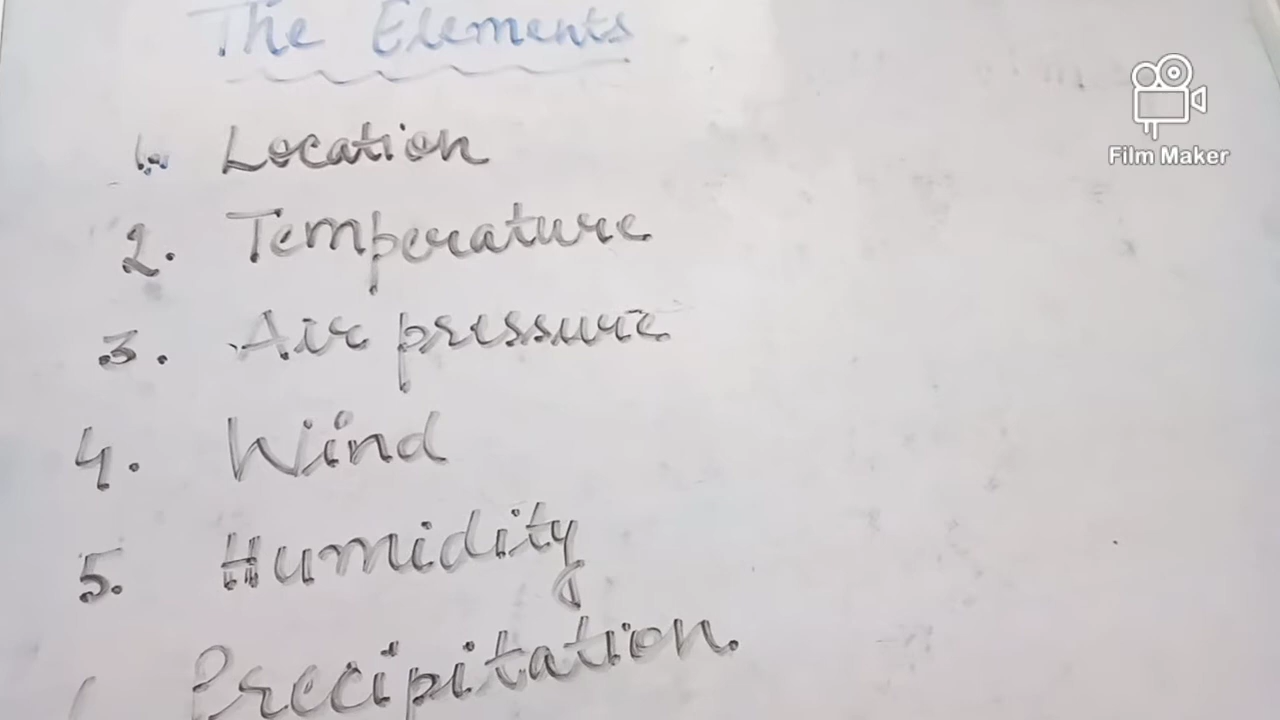 The Elements
1. Location
2. Temperature
3. Air pressure
4. Wind
5. Humidity
Precipitation.
Film Maker